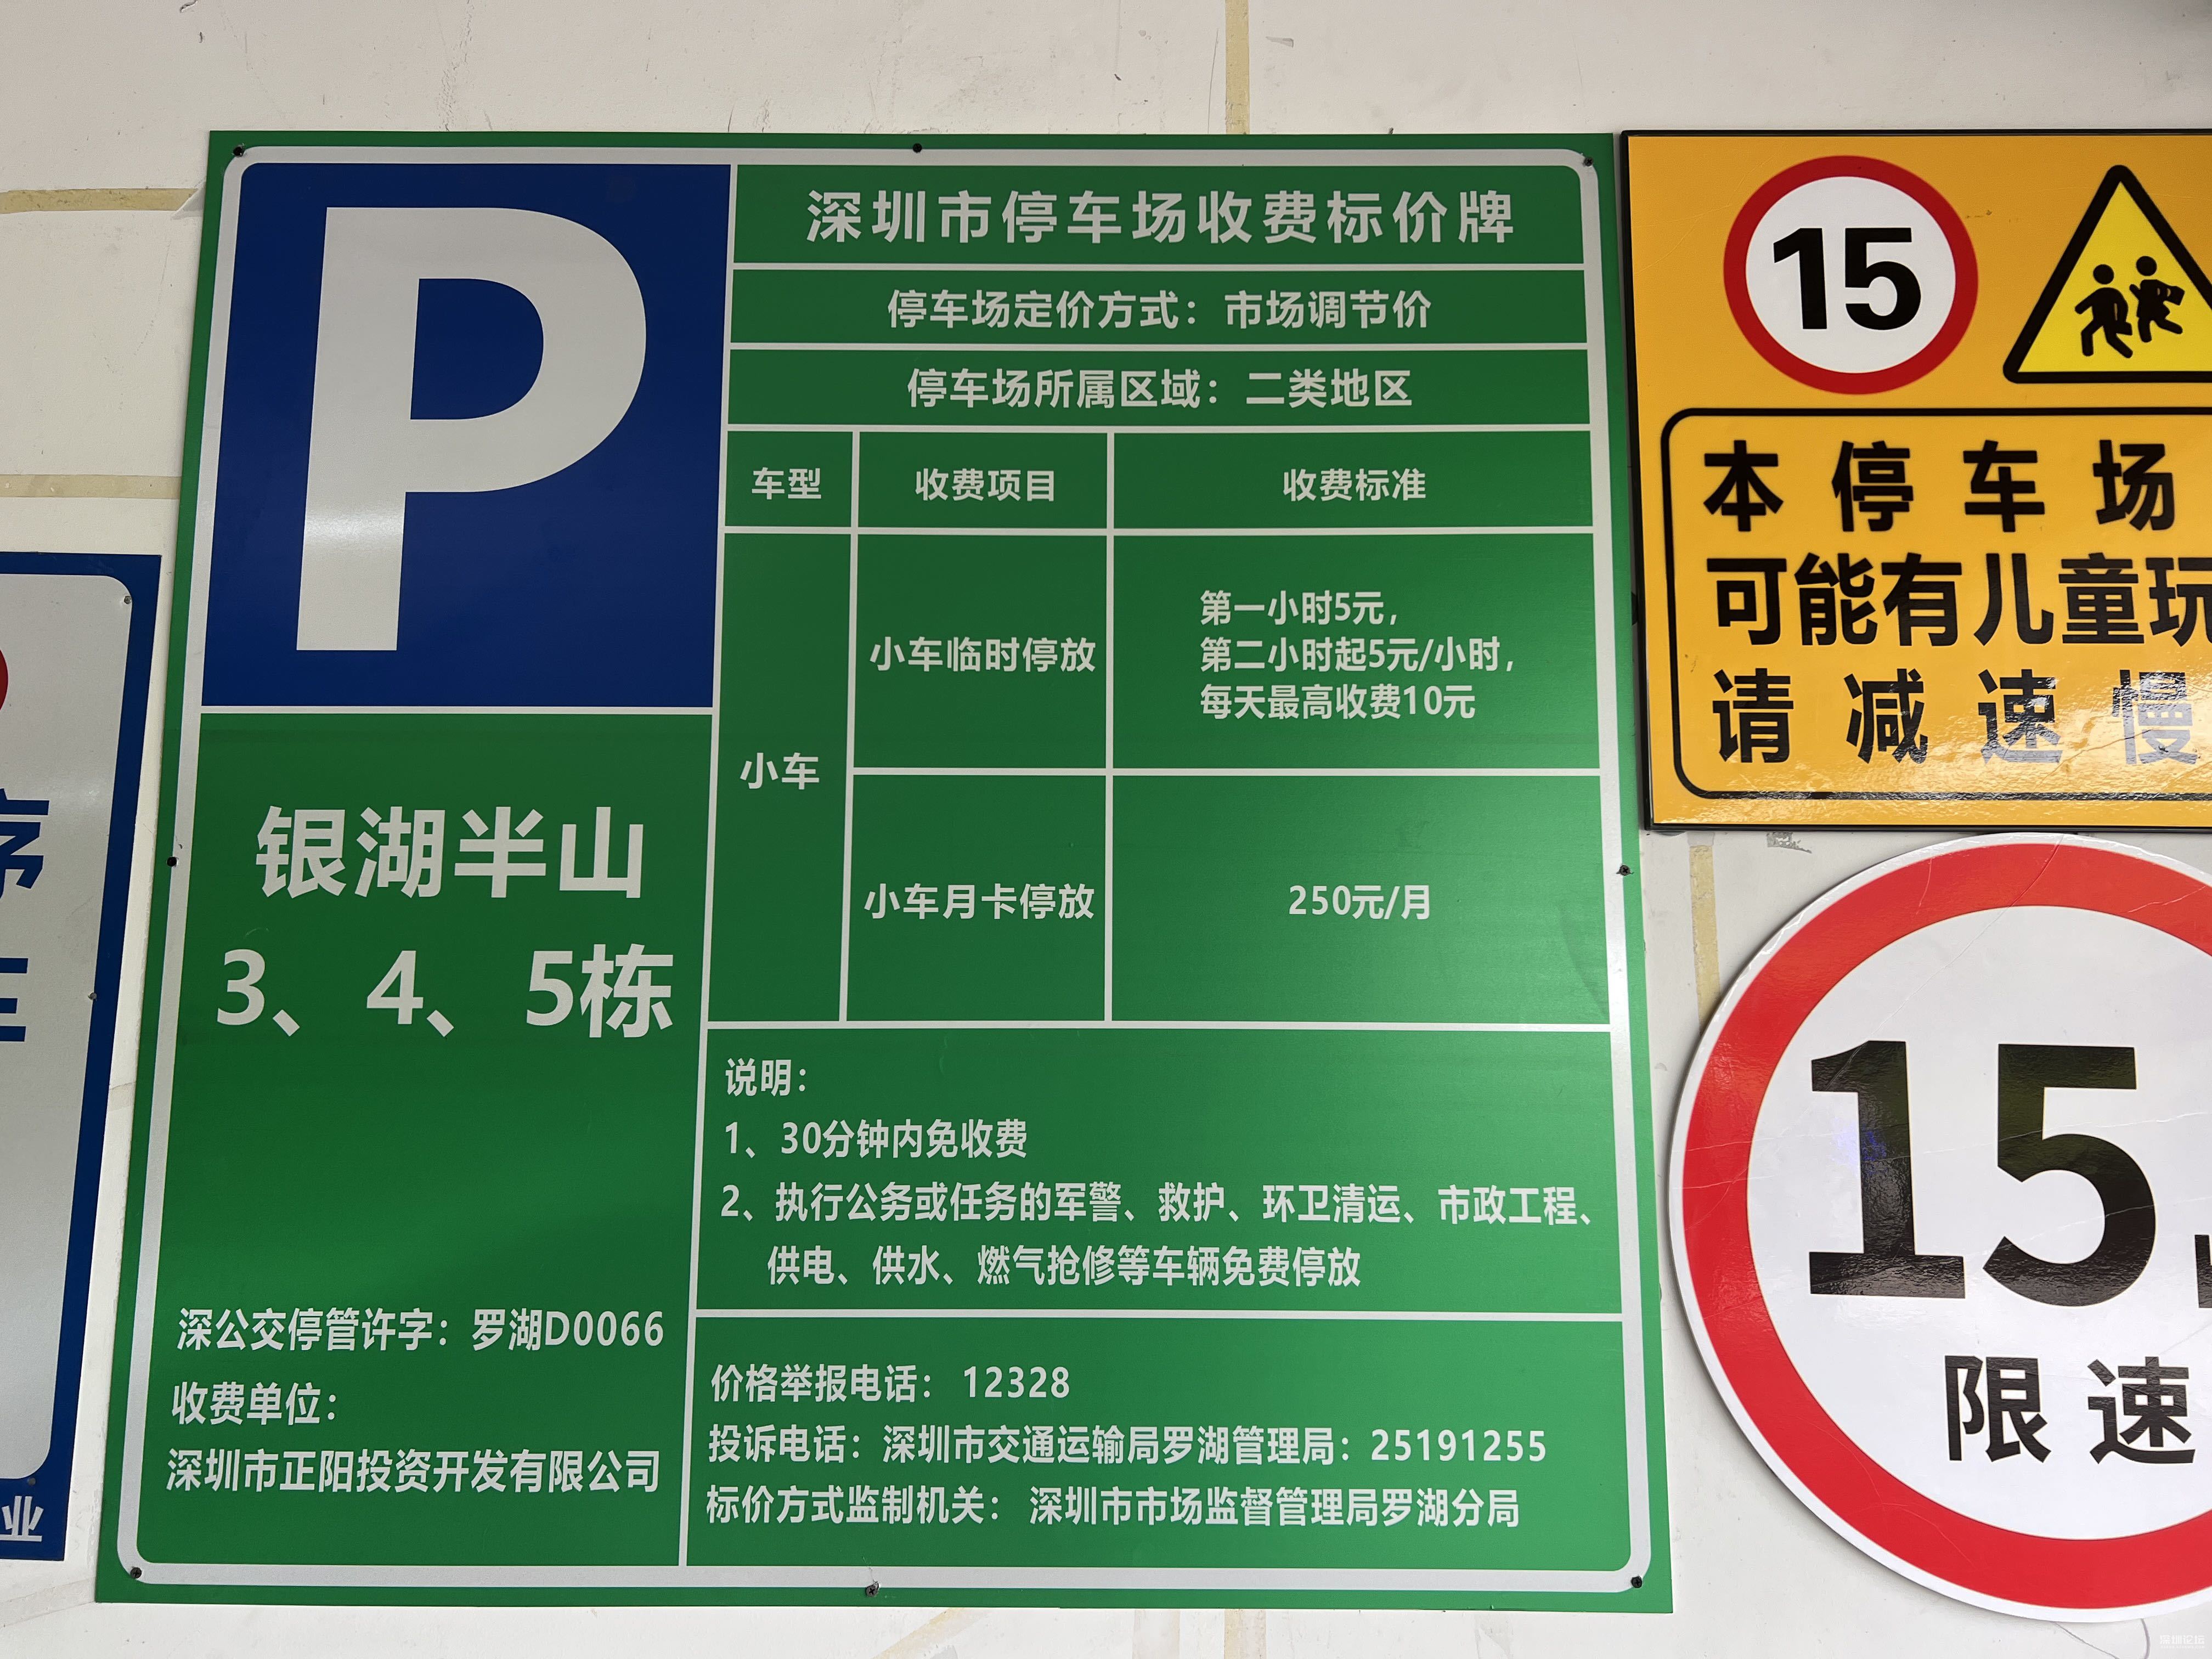 P
深圳市停车场收费标价牌
停车场定价方式：市场调节价
停车场所属区域：二类地区
车型 收费项目 收费标准
小车
小车临时停放
第一小时5元，
第二小时起5元/小时，
每天最高收费10元
小车月卡停放 250元/月
银湖半山
3、4、5栋
深公交停管许字：罗湖D0066
收费单位：
深圳市正阳投资开发有限公司
说明：
1、30分钟内免收费
2、执行公务或任务的军警、救护、环卫清运、市政工程、
供电、供水、燃气抢修等车辆免费停放
价格举报电话： 12328
投诉电话：深圳市交通运输局罗湖管理局：25191255
标价方式监制机关： 深圳市市场监督管理局罗湖分局
15
本停车场
可能有儿童玩
请减速慢
15
限速
序
业
深圳论坛